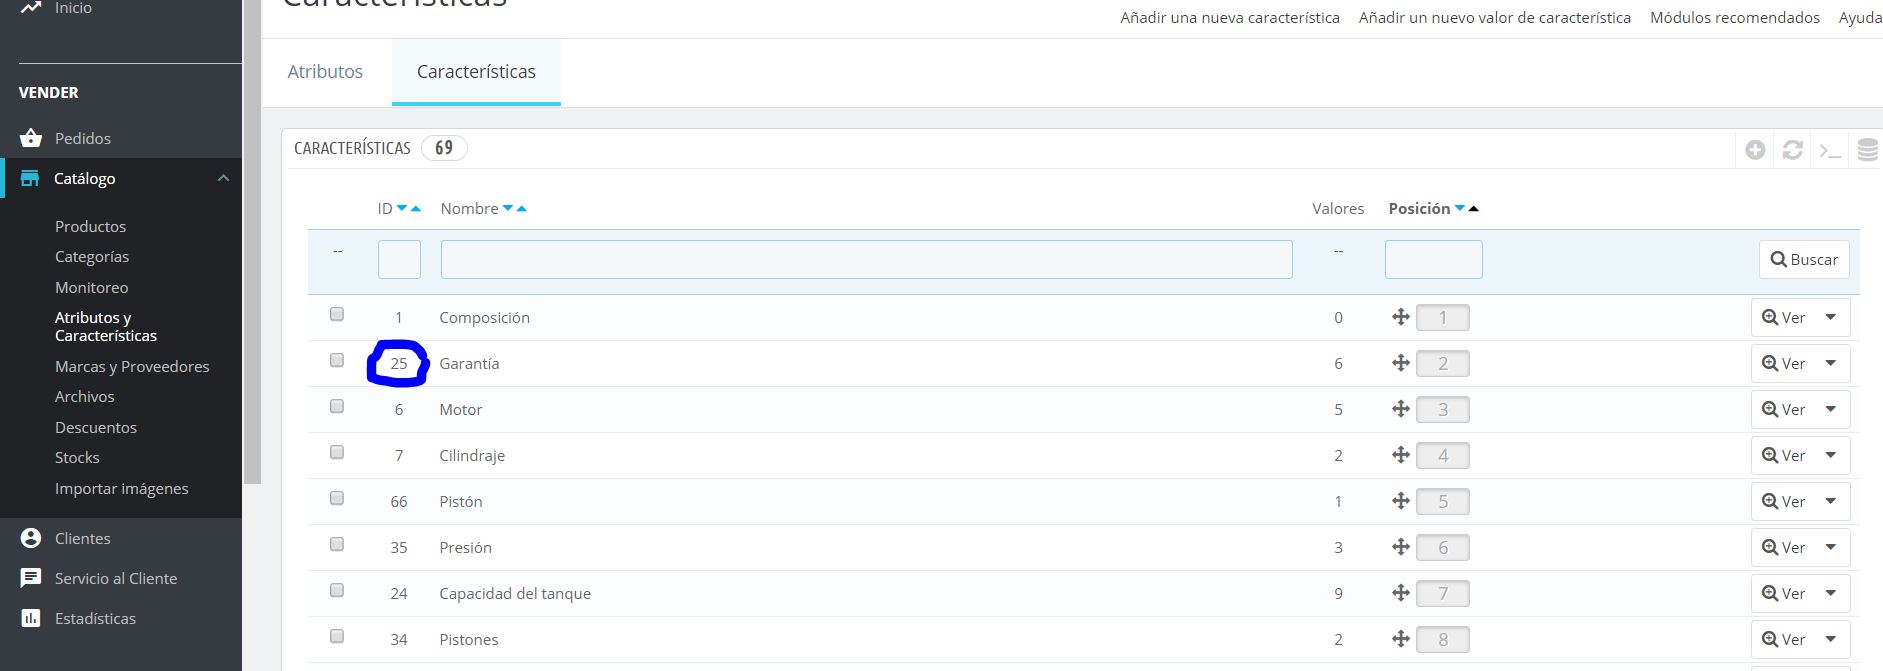 Inicio
VENDER
Pedidos
Catálogo
Productos
Categorías
Monitoreo
Atributos y
Características
Marcas y Proveedores
Archivos
Descuentos
Stocks
Importar imágenes
Clientes
Servicio al Cliente
Estadísticas
Características
Añadir una nueva característica Añadir un nuevo valor de característica Módulos recomendados Ayuda
Atributos Características
CARACTERÍSTICAS 69
ID Nombre Valores Posición
-- -- Buscar
1 Composición 0 1 Ver
25 Garantía 6 2 Ver
6 Motor 5 3 Ver
7 Cilindraje 2 4 Ver
66 Pistón 1 5 Ver
35 Presión 3 6 Ver
24 Capacidad del tanque 9 7 Ver
34 Pistones 2 8 Ver